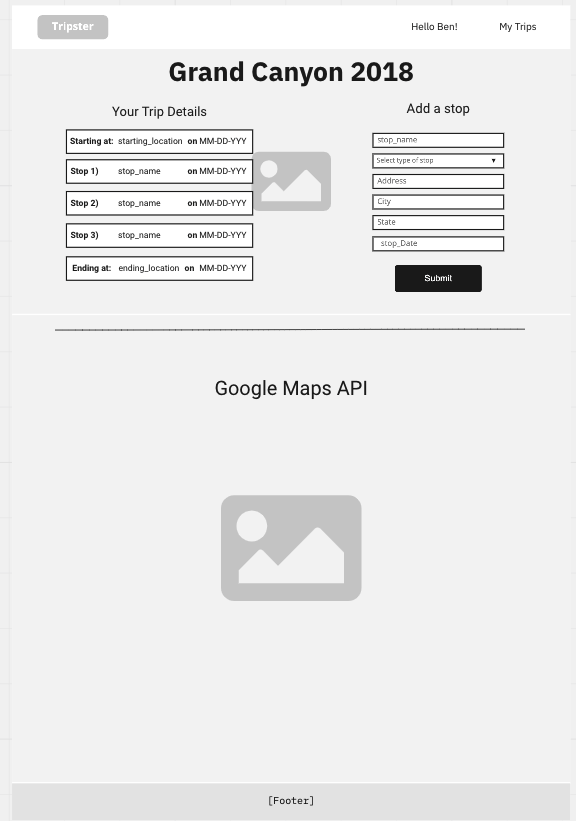 Tripster
Hello Ben!
My Trips
Grand Canyon 2018
Your Trip Details
Starting at: starting_location on MM-DD-YYY
Stop 1) stop_name on MM-DD-YYY
Stop 2) stop_name on MM-DD-YYY
Stop 3) stop_name on MM-DD-YYY
Ending at: ending_location on MM-DD-YYY
Add a stop
stop_name
Select type of stop ▼
Address
City
State
stop_Date
Submit
Google Maps API
[Footer]